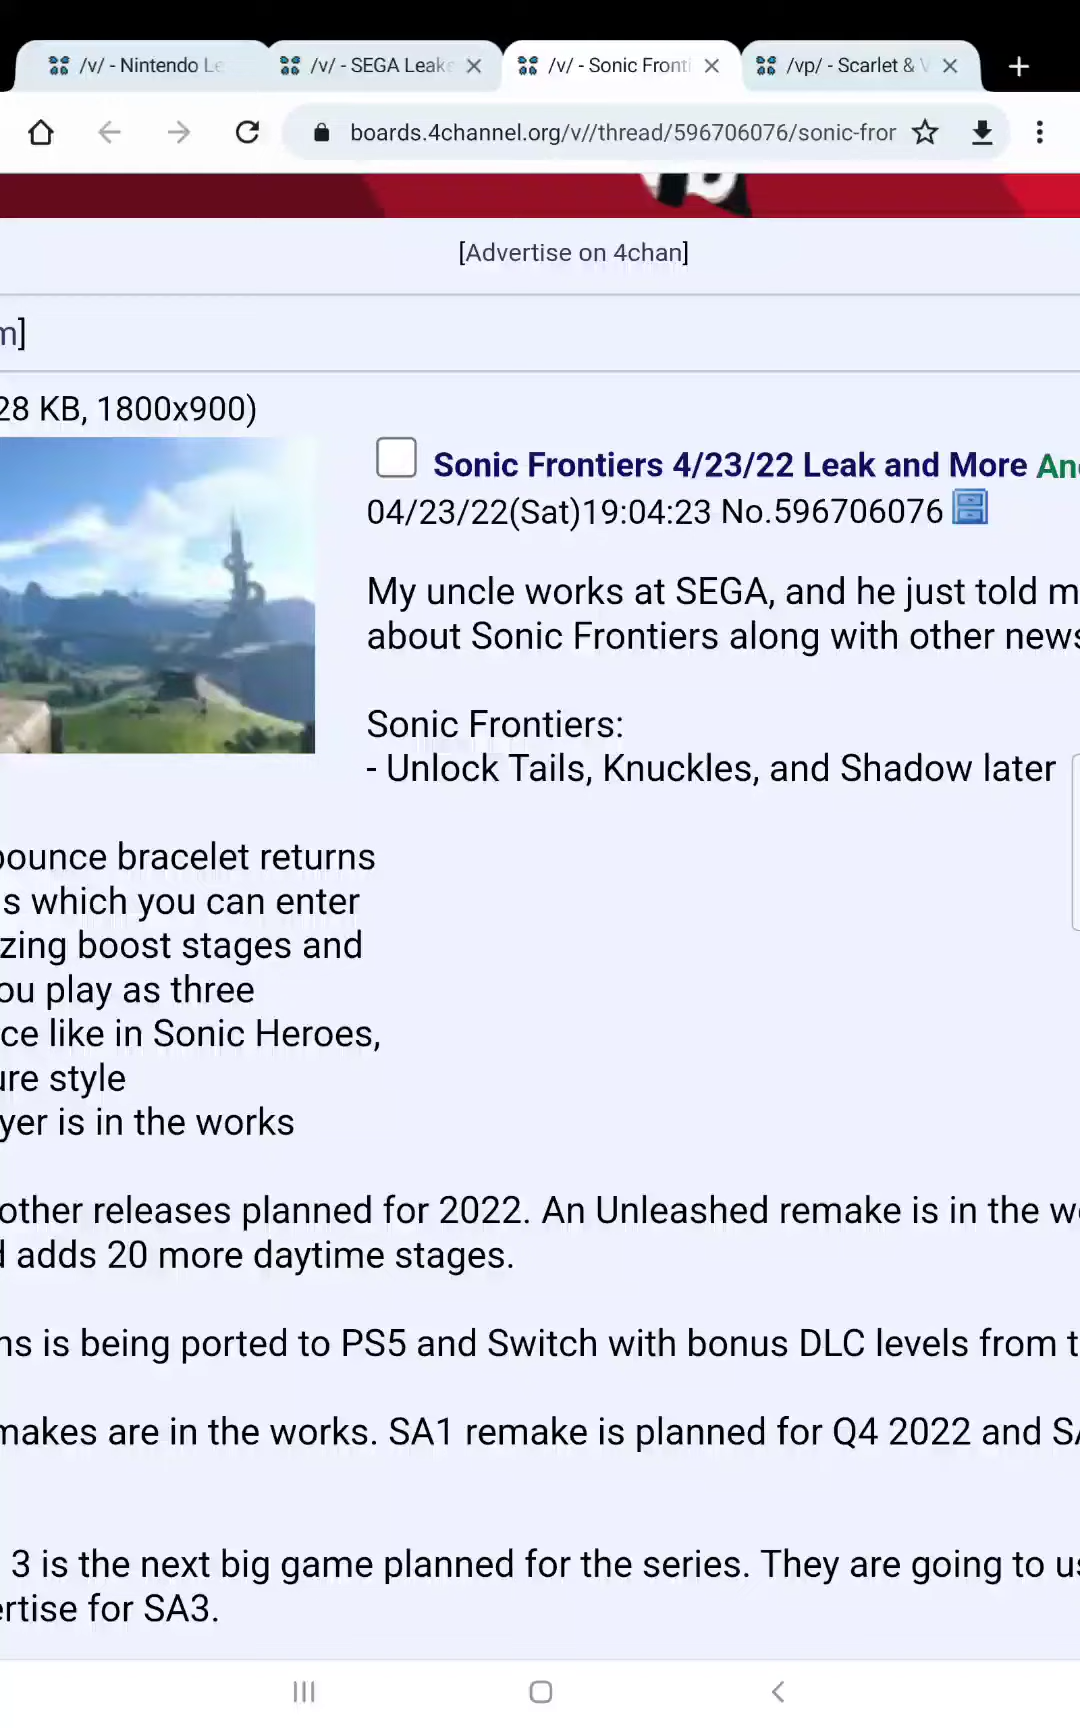 /v/ - Nintendo Le
/v/ - SEGA Leake
/v/ - Sonic Fronti
/vp/ - Scarlet & V
boards.4channel.org/v//thread/596706076/sonic-fror
[Advertise on 4chan]
m]
28 KB, 1800x900)
Sonic Frontiers 4/23/22 Leak and More Ano
04/23/22(Sat)19:04:23 No.596706076
My uncle works at SEGA, and he just told m
about Sonic Frontiers along with other news
Sonic Frontiers:
- Unlock Tails, Knuckles, and Shadow later
bounce bracelet returns
s which you can enter
zing boost stages and
ou play as three
ce like in Sonic Heroes,
ure style
yer is in the works
other releases planned for 2022. An Unleashed remake is in the wo
d adds 20 more daytime stages.
ns is being ported to PS5 and Switch with bonus DLC levels from t
makes are in the works. SA1 remake is planned for Q4 2022 and SA
3 is the next big game planned for the series. They are going to us
ertise for SA3.